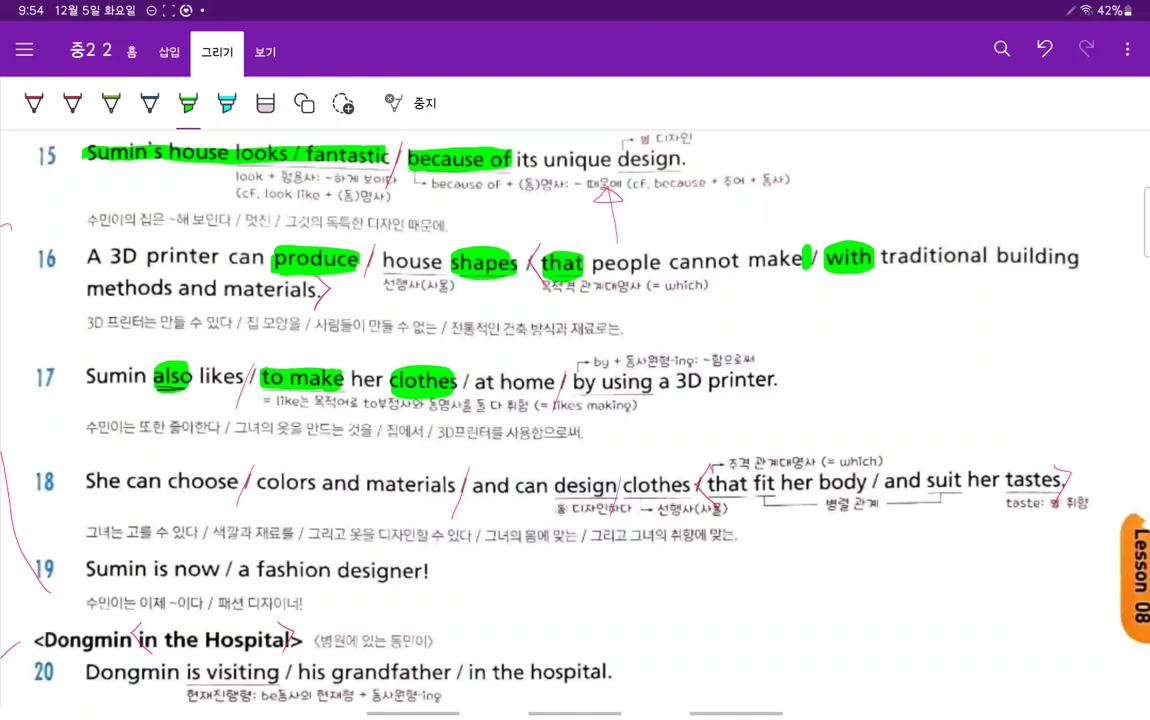 9:54 12월 5일 화요일 42%
중2 2 홈 삽입 그리기 보기
중지
명 디자인
15 Sumin's house looks / fantastic / because of its unique design.
look + 형용사: ~하게 보이다
because of + (동)명사: ~ 때문에 (cf. because + 주어 + 동사)
(cf. look like + (동)명사)
수민이의 집은 ~해 보인다 / 멋진 / 그것의 독특한 디자인 때문에.
16 A 3D printer can produce / house shapes / that people cannot make / with traditional building
선행사(사물) 목적격 관계대명사 (= which)
methods and materials.
3D 프린터는 만들 수 있다 / 집 모양을 / 사람들이 만들 수 없는 / 전통적인 건축 방식과 재료로는.
by + 동사원형-ing: ~함으로써
17 Sumin also likes / to make her clothes / at home / by using a 3D printer.
= like는 목적어로 to부정사와 동명사를 둘 다 취함 (= likes making)
수민이는 또한 좋아한다 / 그녀의 옷을 만드는 것을 / 집에서 / 3D프린터를 사용함으로써.
주격 관계대명사 (= which)
18 She can choose / colors and materials / and can design / clothes / that fit her body / and suit her tastes.
동 디자인하다 선행사(사물) 병렬 관계 taste: 명 취향
그녀는 고를 수 있다 / 색깔과 재료를 / 그리고 옷을 디자인할 수 있다 / 그녀의 몸에 맞는 / 그리고 그녀의 취향에 맞는.
19 Sumin is now / a fashion designer!
수민이는 이제 ~이다 / 패션 디자이너!
Lesson 08
<Dongmin in the Hospital> 〈병원에 있는 동민이〉
20 Dongmin is visiting / his grandfather / in the hospital.
현재진행형: be동사의 현재형 + 동사원형-ing